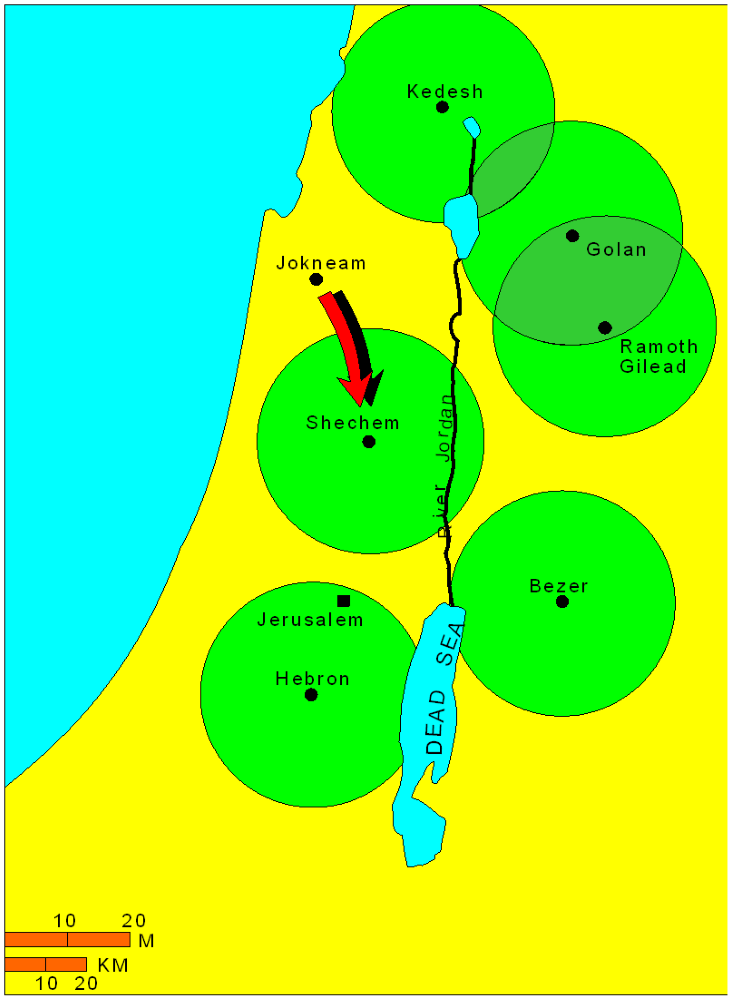 Kedesh
Golan
Jokneam
Ramoth
Gilead
Shechem
River Jordan
Bezer
Jerusalem
Hebron
DEAD SEA
10 20
M
KM
10 20